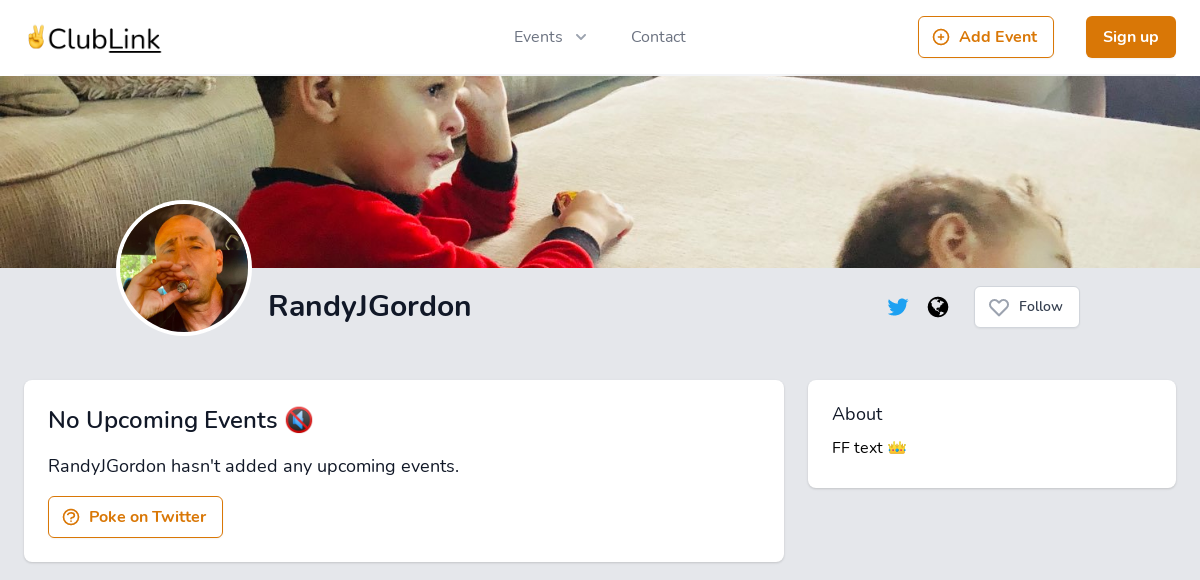 ✌️ClubLink
Events
Contact
Add Event
Sign up
RandyJGordon
Follow
No Upcoming Events 🔇
RandyJGordon hasn't added any upcoming events.
Poke on Twitter
About
FF text 👑